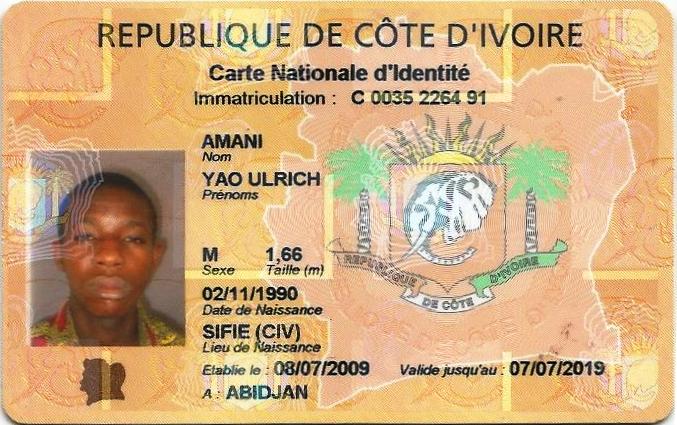 REPUBLIQUE DE CÔTE D'IVOIRE
Carte Nationale d'Identité
Immatriculation : C 0035 2264 91
AMANI
Nom
YAO ULRICH
Prénoms
M 1,66
Sexe Taille (m)
REPUBLIQUE DE CÔTE D'IVOIRE
02/11/1990
Date de Naissance
SIFIE (CIV)
Lieu de Naissance
Etablie le : 08/07/2009 Valide jusqu'au : 07/07/2019
A : ABIDJAN